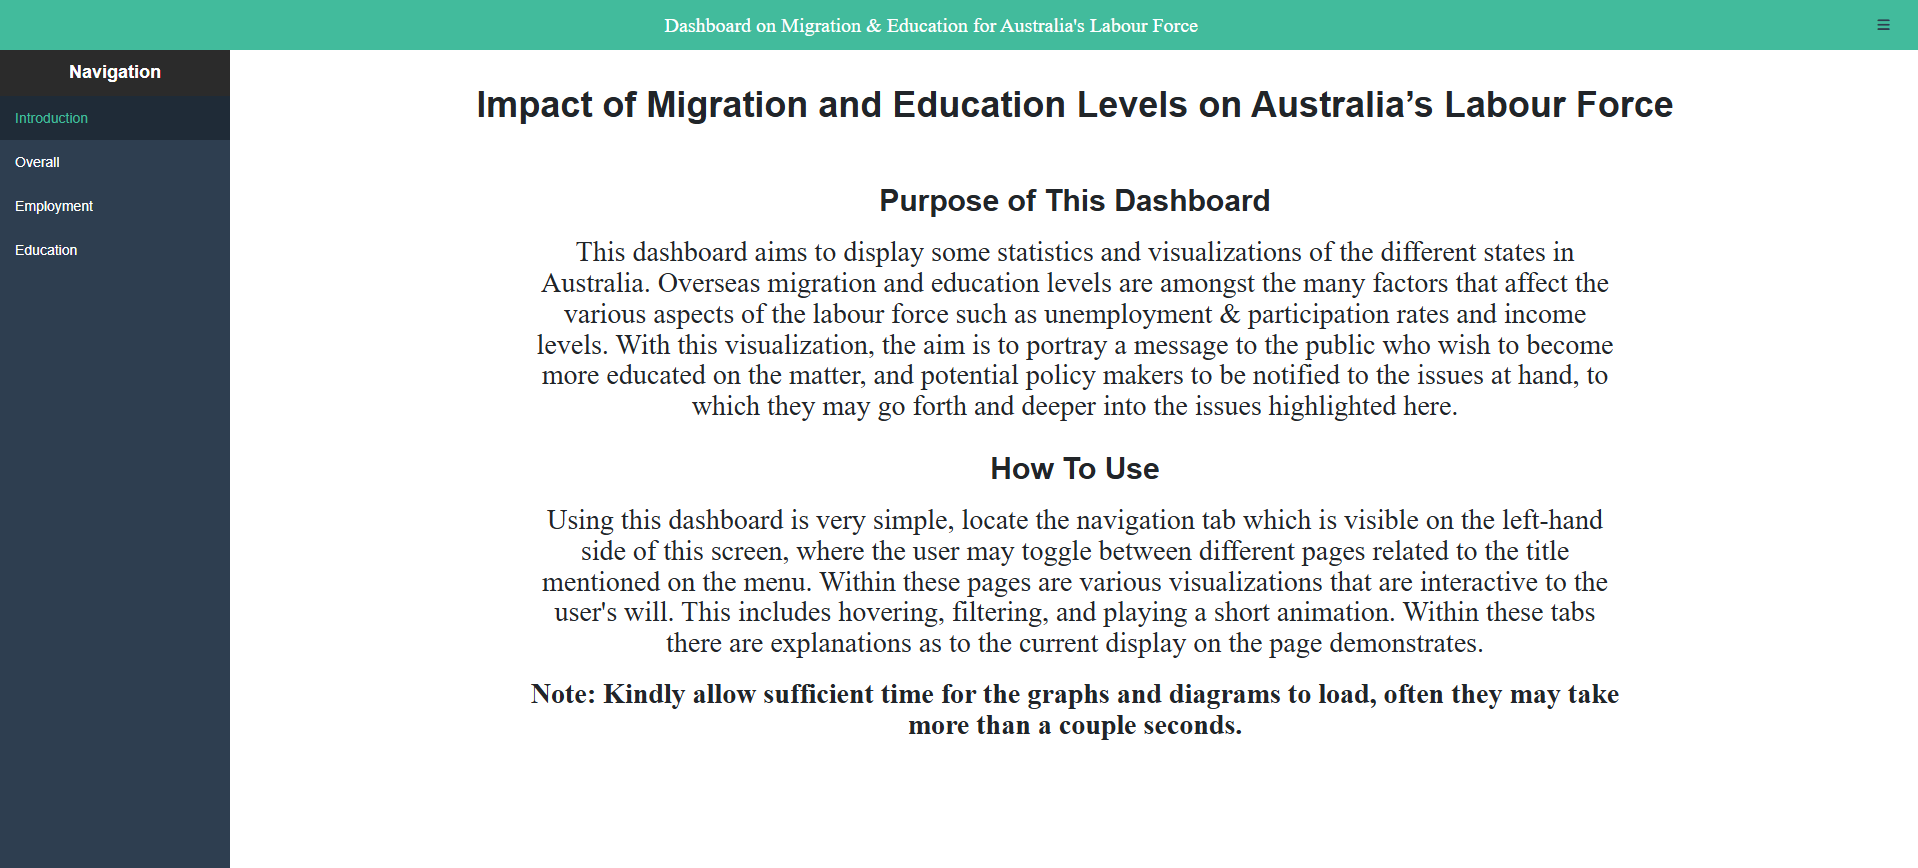 Dashboard on Migration & Education for Australia's Labour Force
Navigation
Introduction
Overall
Employment
Education
Impact of Migration and Education Levels on Australia’s Labour Force
Purpose of This Dashboard
This dashboard aims to display some statistics and visualizations of the different states in
Australia. Overseas migration and education levels are amongst the many factors that affect the
various aspects of the labour force such as unemployment & participation rates and income
levels. With this visualization, the aim is to portray a message to the public who wish to become
more educated on the matter, and potential policy makers to be notified to the issues at hand, to
which they may go forth and deeper into the issues highlighted here.
How To Use
Using this dashboard is very simple, locate the navigation tab which is visible on the left-hand
side of this screen, where the user may toggle between different pages related to the title
mentioned on the menu. Within these pages are various visualizations that are interactive to the
user's will. This includes hovering, filtering, and playing a short animation. Within these tabs
there are explanations as to the current display on the page demonstrates.
Note: Kindly allow sufficient time for the graphs and diagrams to load, often they may take
more than a couple seconds.